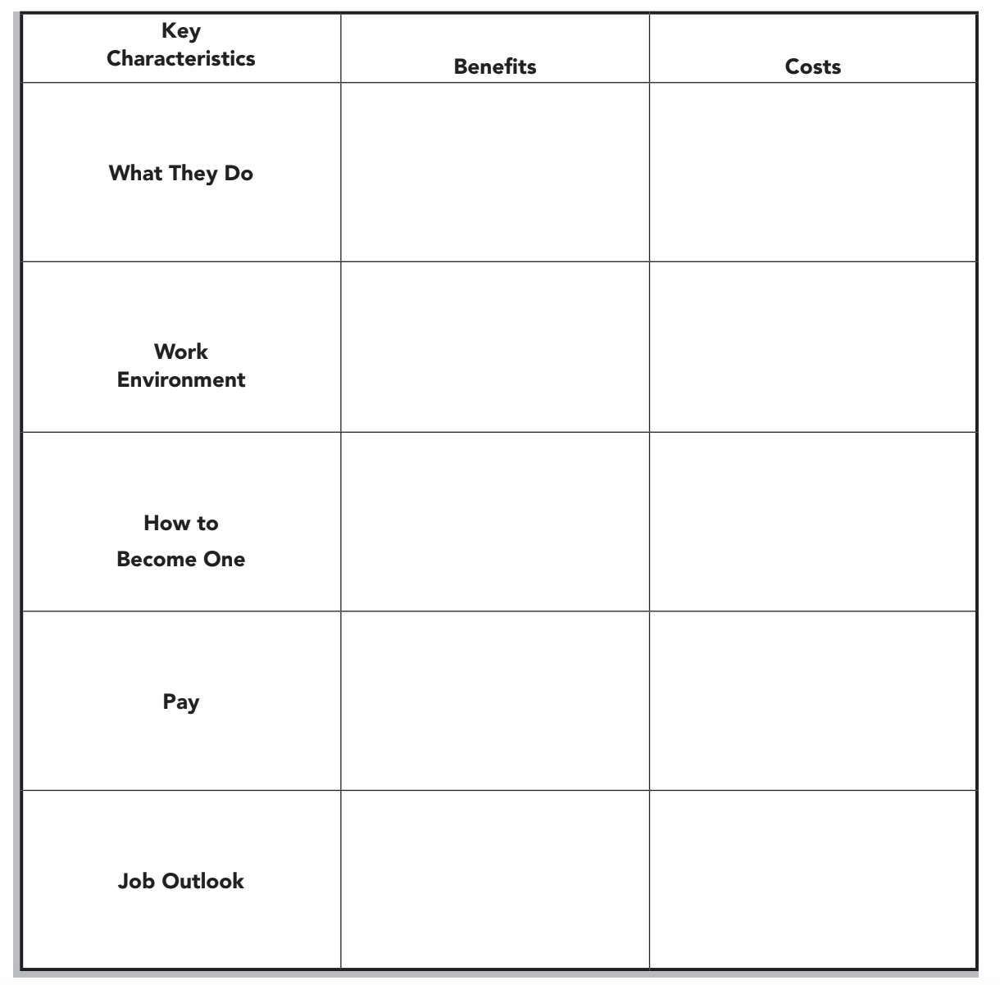 Key
Characteristics
Benefits
Costs
What They Do
Work
Environment
How to
Become One
Pay
Job Outlook